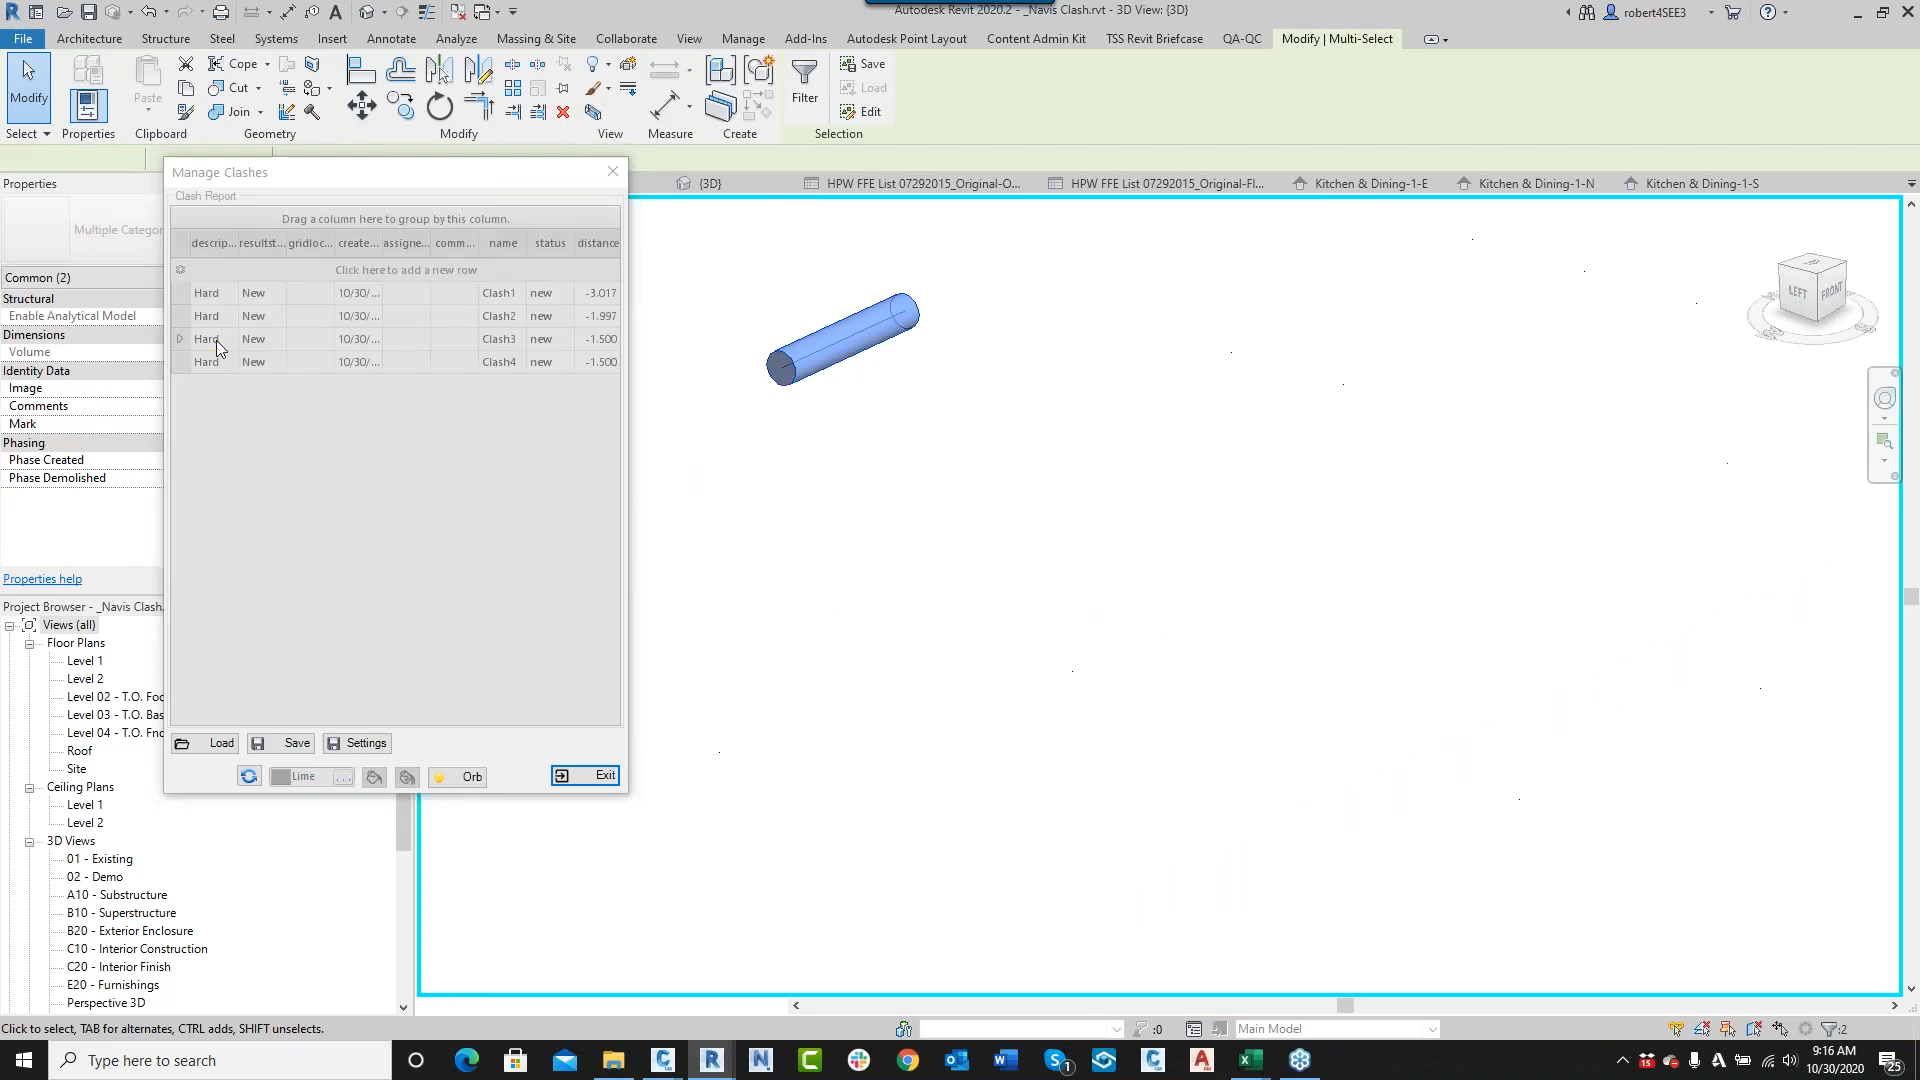 Autodesk Revit 2020.2 - _Navis Clash.rvt - 3D View: {3D}
robert4SEE3
File
Architecture
Structure
Steel
Systems
Insert
Annotate
Analyze
Massing & Site
Collaborate
View
Manage
Add-Ins
Autodesk Point Layout
Content Admin Kit
TSS Revit Briefcase
QA-QC
Modify | Multi-Select
Modify
Paste
Cope
Cut
Join
Filter
Save
Load
Edit
Select
Properties
Clipboard
Geometry
Modify
View
Measure
Create
Selection
Properties
Multiple Categor
Common (2)
Structural
Enable Analytical Model
Dimensions
Volume
Identity Data
Image
Comments
Mark
Phasing
Phase Created
Phase Demolished
Properties help
Manage Clashes
Clash Report
Drag a column here to group by this column.
descrip... resultst... gridloc... create... assigne... comm... name status distance
Click here to add a new row
Hard New 10/30/... Clash1 new -3.017
Hard New 10/30/... Clash2 new -1.997
Hard New 10/30/... Clash3 new -1.500
Hard New 10/30/... Clash4 new -1.500
Load
Save
Settings
Lime ...
Orb
Exit
{3D}
HPW FFE List 07292015_Original-O...
HPW FFE List 07292015_Original-Fl...
Kitchen & Dining-1-E
Kitchen & Dining-1-N
Kitchen & Dining-1-S
LEFT
FRONT
Project Browser - _Navis Clash.
Views (all)
Floor Plans
Level 1
Level 2
Level 02 - T.O. Foo
Level 03 - T.O. Bas
Level 04 - T.O. Fnd
Roof
Site
Ceiling Plans
Level 1
Level 2
3D Views
01 - Existing
02 - Demo
A10 - Substructure
B10 - Superstructure
B20 - Exterior Enclosure
C10 - Interior Construction
C20 - Interior Finish
E20 - Furnishings
Perspective 3D
Click to select, TAB for alternates, CTRL adds, SHIFT unselects.
:0
Main Model
:2
Type here to search
9:16 AM
10/30/2020
25